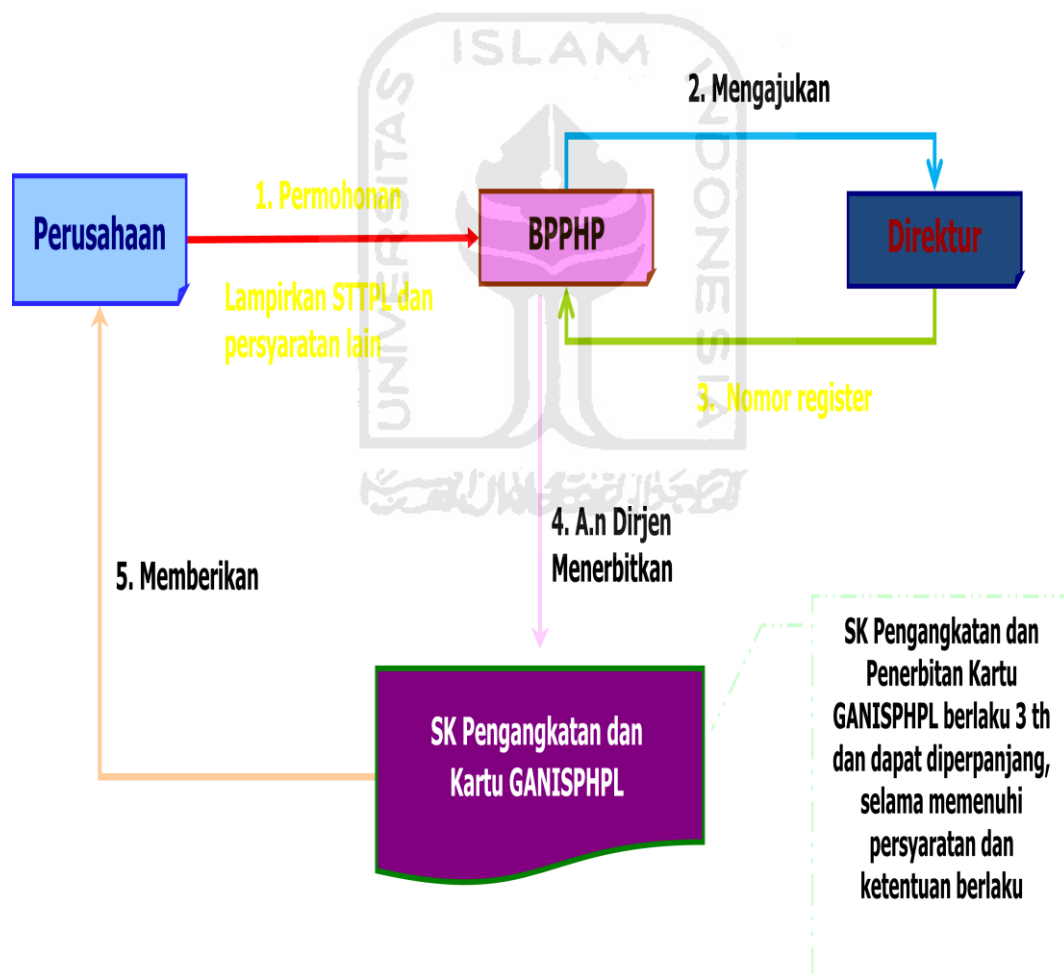 UNIVERSITAS ISLAM INDONESIA
2. Mengajukan
Perusahaan
1. Permohonan
BPPHP
Direktur
Lampirkan STTPL dan
persyaratan lain
3. Nomor register
4. A.n Dirjen
Menerbitkan
5. Memberikan
SK Pengangkatan dan
Kartu GANISPHPL
SK Pengangkatan dan
Penerbitan Kartu
GANISPHPL berlaku 3 th
dan dapat diperpanjang,
selama memenuhi
persyaratan dan
ketentuan berlaku